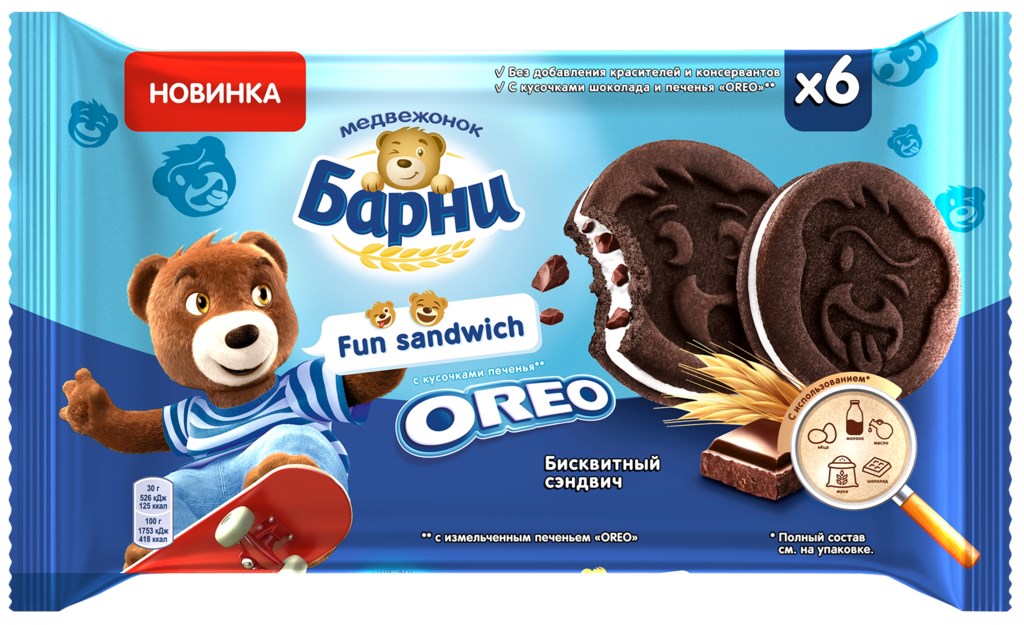 НОВИНКА
√ Без добавления красителей и консервантов
√ С кусочками шоколада и печенья «OREO»**
x6
медвежонок
Барни
Fun sandwich
с кусочками печенья**
OREO
Бисквитный
сэндвич
С использованием*
яйца
молоко
масло
мука
шоколад
30 г
526 кДж
125 ккал
100 г
1753 кДж
418 ккал
** с измельченным печеньем «OREO»
* Полный состав
см. на упаковке.